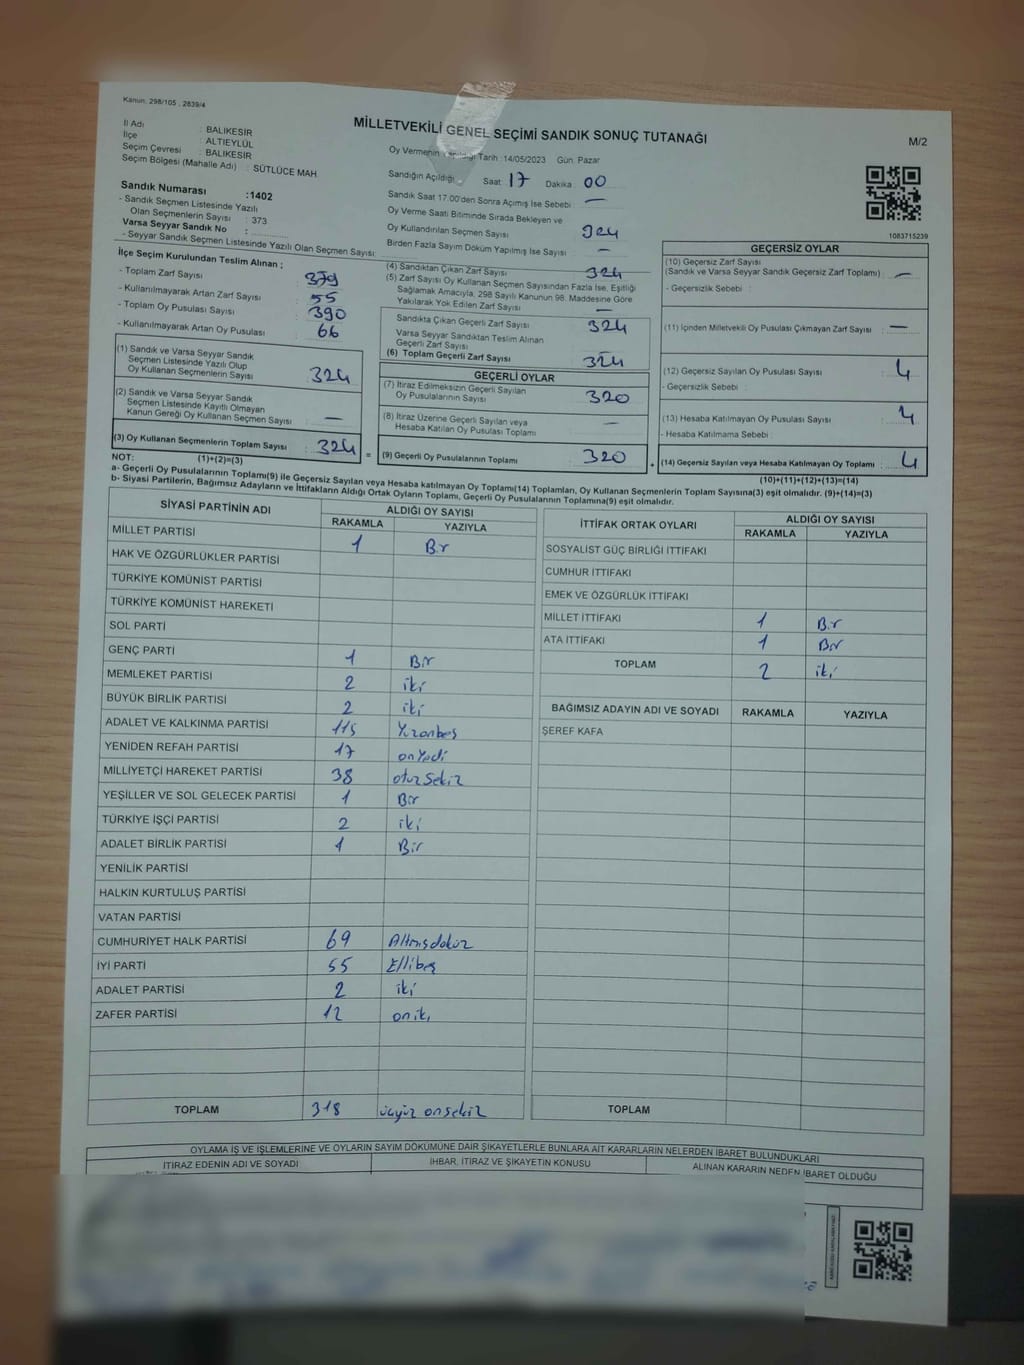 Kanun. 298/105 , 2839/4
MİLLETVEKİLİ GENEL SEÇİMİ SANDIK SONUÇ TUTANAĞI
M/2
İl Adı : BALIKESİR
İlçe : ALTIEYLÜL
Seçim Çevresi : BALIKESİR
Seçim Bölgesi (Mahalle Adı) : SÜTLÜCE MAH.
Sandık Numarası :1402
- Sandık Seçmen Listesinde Yazılı
Olan Seçmenlerin Sayısı : 373
Varsa Seyyar Sandık No :
- Seyyar Sandık Seçmen Listesinde Yazılı Olan Seçmen Sayısı:
Oy Vermenin Tarih : 14/05/2023 Gün Pazar
Sandığın Açıldığı Saat: 17 Dakika: 00
Sandık Saat 17.00'den Sonra Açımış İse Sebebi : —
Oy Verme Saati Bitiminde Sırada Bekleyen ve
Oy Kullandırılan Seçmen Sayısı : 324
Birden Fazla Sayım Döküm Yapılmış İse Sayısı : —
1083715239
İlçe Seçim Kurulundan Teslim Alınan ;
- Toplam Zarf Sayısı : 379
- Kullanılmayarak Artan Zarf Sayısı : 55
- Toplam Oy Pusulası Sayısı : 390
- Kullanılmayarak Artan Oy Pusulası : 66
(1) Sandık ve Varsa Seyyar Sandık
Seçmen Listesinde Yazılı Olup
Oy Kullanan Seçmenlerin Sayısı : 324
(2) Sandık ve Varsa Seyyar Sandık
Seçmen Listesinde Kayıtlı Olmayan
Kanun Gereği Oy Kullanan Seçmen Sayısı : —
(3) Oy Kullanan Seçmenlerin Toplam Sayısı : 324
(1)+(2)=(3)
(4) Sandıktan Çıkan Zarf Sayısı : 324
(5) Zarf Sayısı Oy Kullanan Seçmen Sayısından Fazla İse, Eşitliği
Sağlamak Amacıyla, 298 Sayılı Kanunun 98. Maddesine Göre
Yakılarak Yok Edilen Zarf Sayısı : —
Sandıkta Çıkan Geçerli Zarf Sayısı : 324
Varsa Seyyar Sandıktan Teslim Alınan
Geçerli Zarf Sayısı
(6) Toplam Geçerli Zarf Sayısı : 324
GEÇERLİ OYLAR
(7) İtiraz Edilmeksizin Geçerli Sayılan
Oy Pusulalarının Sayısı : 320
(8) İtiraz Üzerine Geçerli Sayılan veya
Hesaba Katılan Oy Pusulası Toplamı : —
= (9) Geçerli Oy Pusulalarının Toplamı : 320 +
GEÇERSİZ OYLAR
(10) Geçersiz Zarf Sayısı
(Sandık ve Varsa Seyyar Sandık Geçersiz Zarf Toplamı) : —
- Geçersizlik Sebebi :
(11) İçinden Milletvekili Oy Pusulası Çıkmayan Zarf Sayısı : —
(12) Geçersiz Sayılan Oy Pusulası Sayısı : 4
- Geçersizlik Sebebi :
(13) Hesaba Katılmayan Oy Pusulası Sayısı : 4
- Hesaba Katılmama Sebebi :
(14) Geçersiz Sayılan veya Hesaba Katılmayan Oy Toplamı : 4
(10)+(11)+(12)+(13)=(14)
NOT:
a- Geçerli Oy Pusulalarının Toplamı(9) ile Geçersiz Sayılan veya Hesaba Katılmayan Oy Toplamı(14) Toplamları, Oy Kullanan Seçmenlerin Toplam Sayısına(3) eşit olmalıdır. (9)+(14)=(3)
b- Siyasi Partilerin, Bağımsız Adayların ve İttifakların Aldığı Ortak Oyların Toplamı, Geçerli Oy Pusulalarının Toplamına(9) eşit olmalıdır.
SİYASİ PARTİNİN ADI ALDIĞI OY SAYISI
RAKAMLA YAZIYLA
MİLLET PARTİSİ 1 Bir
HAK VE ÖZGÜRLÜKLER PARTİSİ
TÜRKİYE KOMÜNİST PARTİSİ
TÜRKİYE KOMÜNİST HAREKETİ
SOL PARTİ
GENÇ PARTİ 1 Bir
MEMLEKET PARTİSİ 2 iki
BÜYÜK BİRLİK PARTİSİ 2 iki
ADALET VE KALKINMA PARTİSİ 115 Yüzonbeş
YENİDEN REFAH PARTİSİ 17 onYedi
MİLLİYETÇİ HAREKET PARTİSİ 38 otuzSekiz
YEŞİLLER VE SOL GELECEK PARTİSİ 1 Bir
TÜRKİYE İŞÇİ PARTİSİ 2 iki
ADALET BİRLİK PARTİSİ 1 Bir
YENİLİK PARTİSİ
HALKIN KURTULUŞ PARTİSİ
VATAN PARTİSİ
CUMHURİYET HALK PARTİSİ 69 Altmışdokuz
İYİ PARTİ 55 Ellibeş
ADALET PARTİSİ 2 iki
ZAFER PARTİSİ 12 oniki
TOPLAM 318 üçyüz onsekiz
İTTİFAK ORTAK OYLARI ALDIĞI OY SAYISI
RAKAMLA YAZIYLA
SOSYALİST GÜÇ BİRLİĞİ İTTİFAKI
CUMHUR İTTİFAKI
EMEK VE ÖZGÜRLÜK İTTİFAKI
MİLLET İTTİFAKI 1 Bir
ATA İTTİFAKI 1 Bir
TOPLAM 2 iki
BAĞIMSIZ ADAYIN ADI VE SOYADI RAKAMLA YAZIYLA
ŞEREF KAFA
TOPLAM
OYLAMA İŞ VE İŞLEMLERİNE VE OYLARIN SAYIM DÖKÜMÜNE DAİR ŞİKAYETLERLE BUNLARA AİT KARARLARIN NELERDEN İBARET BULUNDUKLARI
İTİRAZ EDENİN ADI VE SOYADI İHBAR, İTİRAZ VE ŞİKAYETİN KONUSU ALINAN KARARIN NEDEN İBARET OLDUĞU